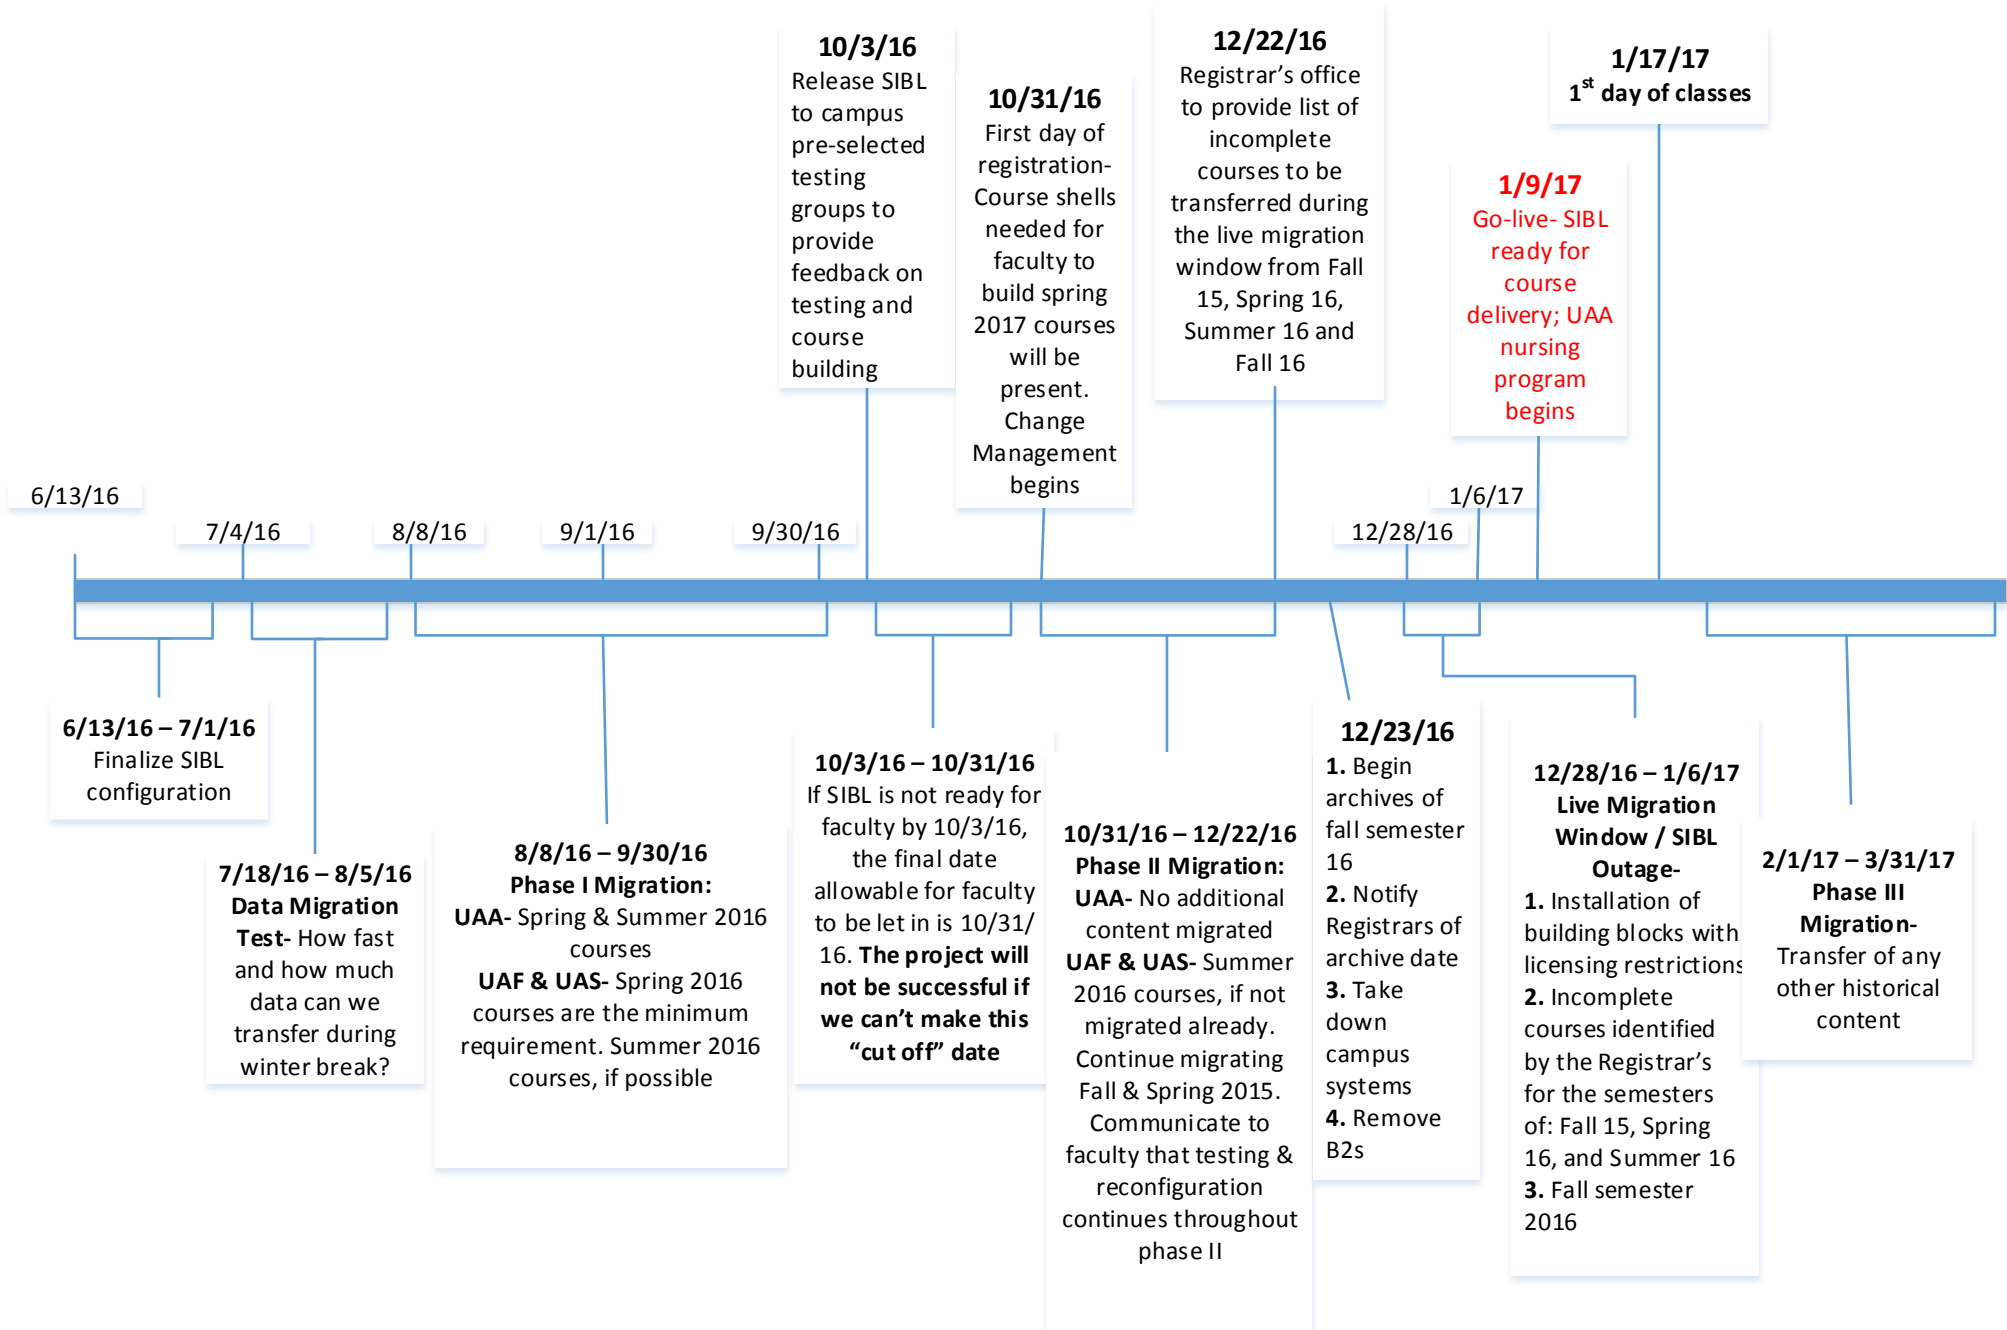 10/3/16
Release SIBL
to campus
pre-selected
testing
groups to
provide
feedback on
testing and
course
building
10/31/16
First day of
registration-
Course shells
needed for
faculty to
build spring
2017 courses
will be
present.
Change
Management
begins
12/22/16
Registrar’s office
to provide list of
incomplete
courses to be
transferred during
the live migration
window from Fall
15, Spring 16,
Summer 16 and
Fall 16
1/9/17
Go-live- SIBL
ready for
course
delivery; UAA
nursing
program
begins
1/17/17
1st day of classes
6/13/16
7/4/16
8/8/16
9/1/16
9/30/16
12/28/16
1/6/17
6/13/16 – 7/1/16
Finalize SIBL
configuration
7/18/16 – 8/5/16
Data Migration
Test- How fast
and how much
data can we
transfer during
winter break?
8/8/16 – 9/30/16
Phase I Migration:
UAA- Spring & Summer 2016
courses
UAF & UAS- Spring 2016
courses are the minimum
requirement. Summer 2016
courses, if possible
10/3/16 – 10/31/16
If SIBL is not ready for
faculty by 10/3/16,
the final date
allowable for faculty
to be let in is 10/31/
16. The project will
not be successful if
we can’t make this
“cut off” date
10/31/16 – 12/22/16
Phase II Migration:
UAA- No additional
content migrated
UAF & UAS- Summer
2016 courses, if not
migrated already.
Continue migrating
Fall & Spring 2015.
Communicate to
faculty that testing &
reconfiguration
continues throughout
phase II
12/23/16
1. Begin
archives of
fall semester
16
2. Notify
Registrars of
archive date
3. Take
down
campus
systems
4. Remove
B2s
12/28/16 – 1/6/17
Live Migration
Window / SIBL
Outage-
1. Installation of
building blocks with
licensing restrictions
2. Incomplete
courses identified
by the Registrar’s
for the semesters
of: Fall 15, Spring
16, and Summer 16
3. Fall semester
2016
2/1/17 – 3/31/17
Phase III
Migration-
Transfer of any
other historical
content